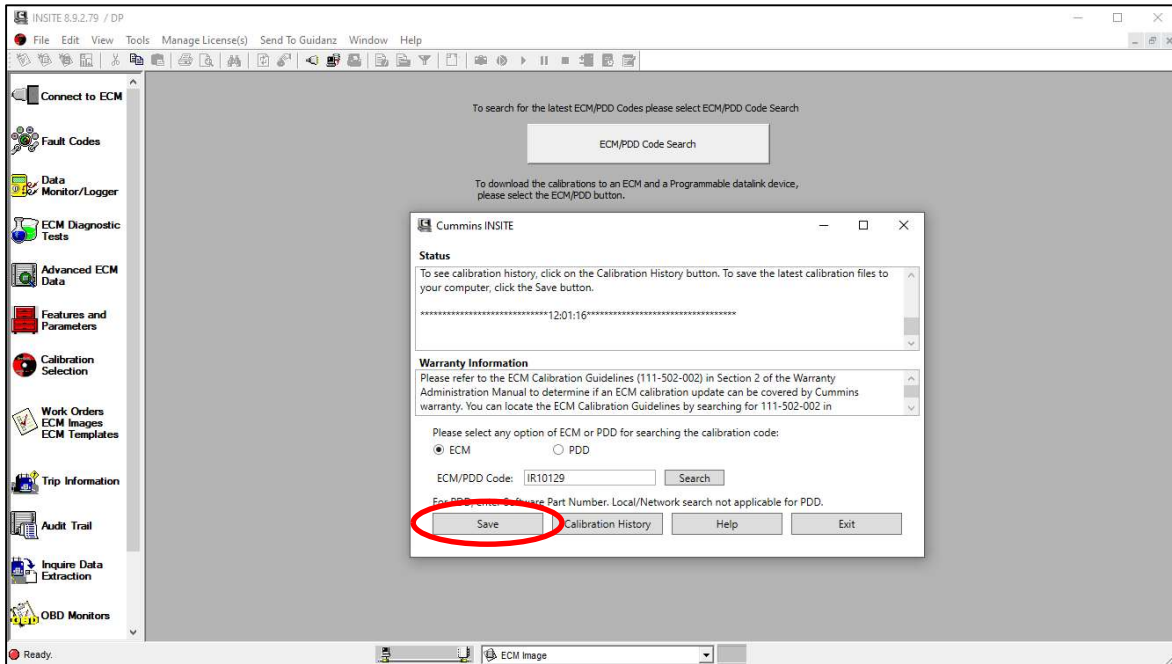 INSITE 8.9.2.79 / DP
File Edit View Tools Manage License(s) Send To Guidanz Window Help
Connect to ECM
Fault Codes
Data
Monitor/Logger
ECM Diagnostic
Tests
Advanced ECM
Data
Features and
Parameters
Calibration
Selection
Work Orders
ECM Images
ECM Templates
Trip Information
Audit Trail
Inquire Data
Extraction
OBD Monitors
To search for the latest ECM/PDD Codes please select ECM/PDD Code Search
ECM/PDD Code Search
To download the calibrations to an ECM and a Programmable datalink device,
please select the ECM/PDD button.
Cummins INSITE
Status
To see calibration history, click on the Calibration History button. To save the latest calibration files to
your computer, click the Save button.
******************************12:01:16***********************************
Warranty Information
Please refer to the ECM Calibration Guidelines (111-502-002) in Section 2 of the Warranty
Administration Manual to determine if an ECM calibration update can be covered by Cummins
warranty. You can locate the ECM Calibration Guidelines by searching for 111-502-002 in
Please select any option of ECM or PDD for searching the calibration code:
ECM PDD
ECM/PDD Code: IR10129 Search
For PDD, enter Software Part Number. Local/Network search not applicable for PDD.
Save Calibration History Help Exit
Ready. ECM Image